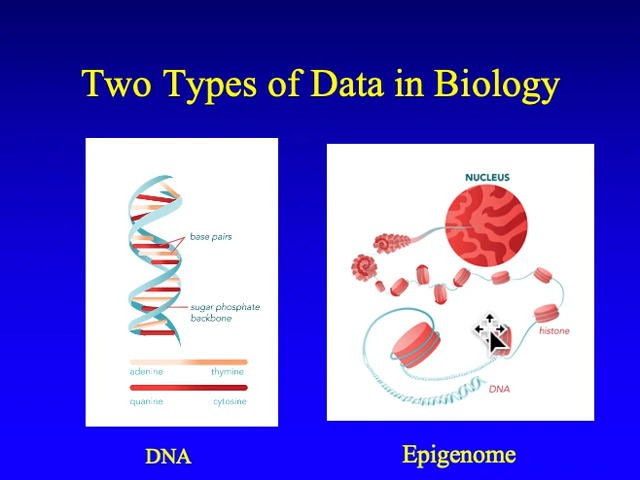 Two Types of Data in Biology
base pairs
sugar phosphate
backbone
adenine thymine
quanine cytosine
DNA
NUCLEUS
histone
DNA
Epigenome